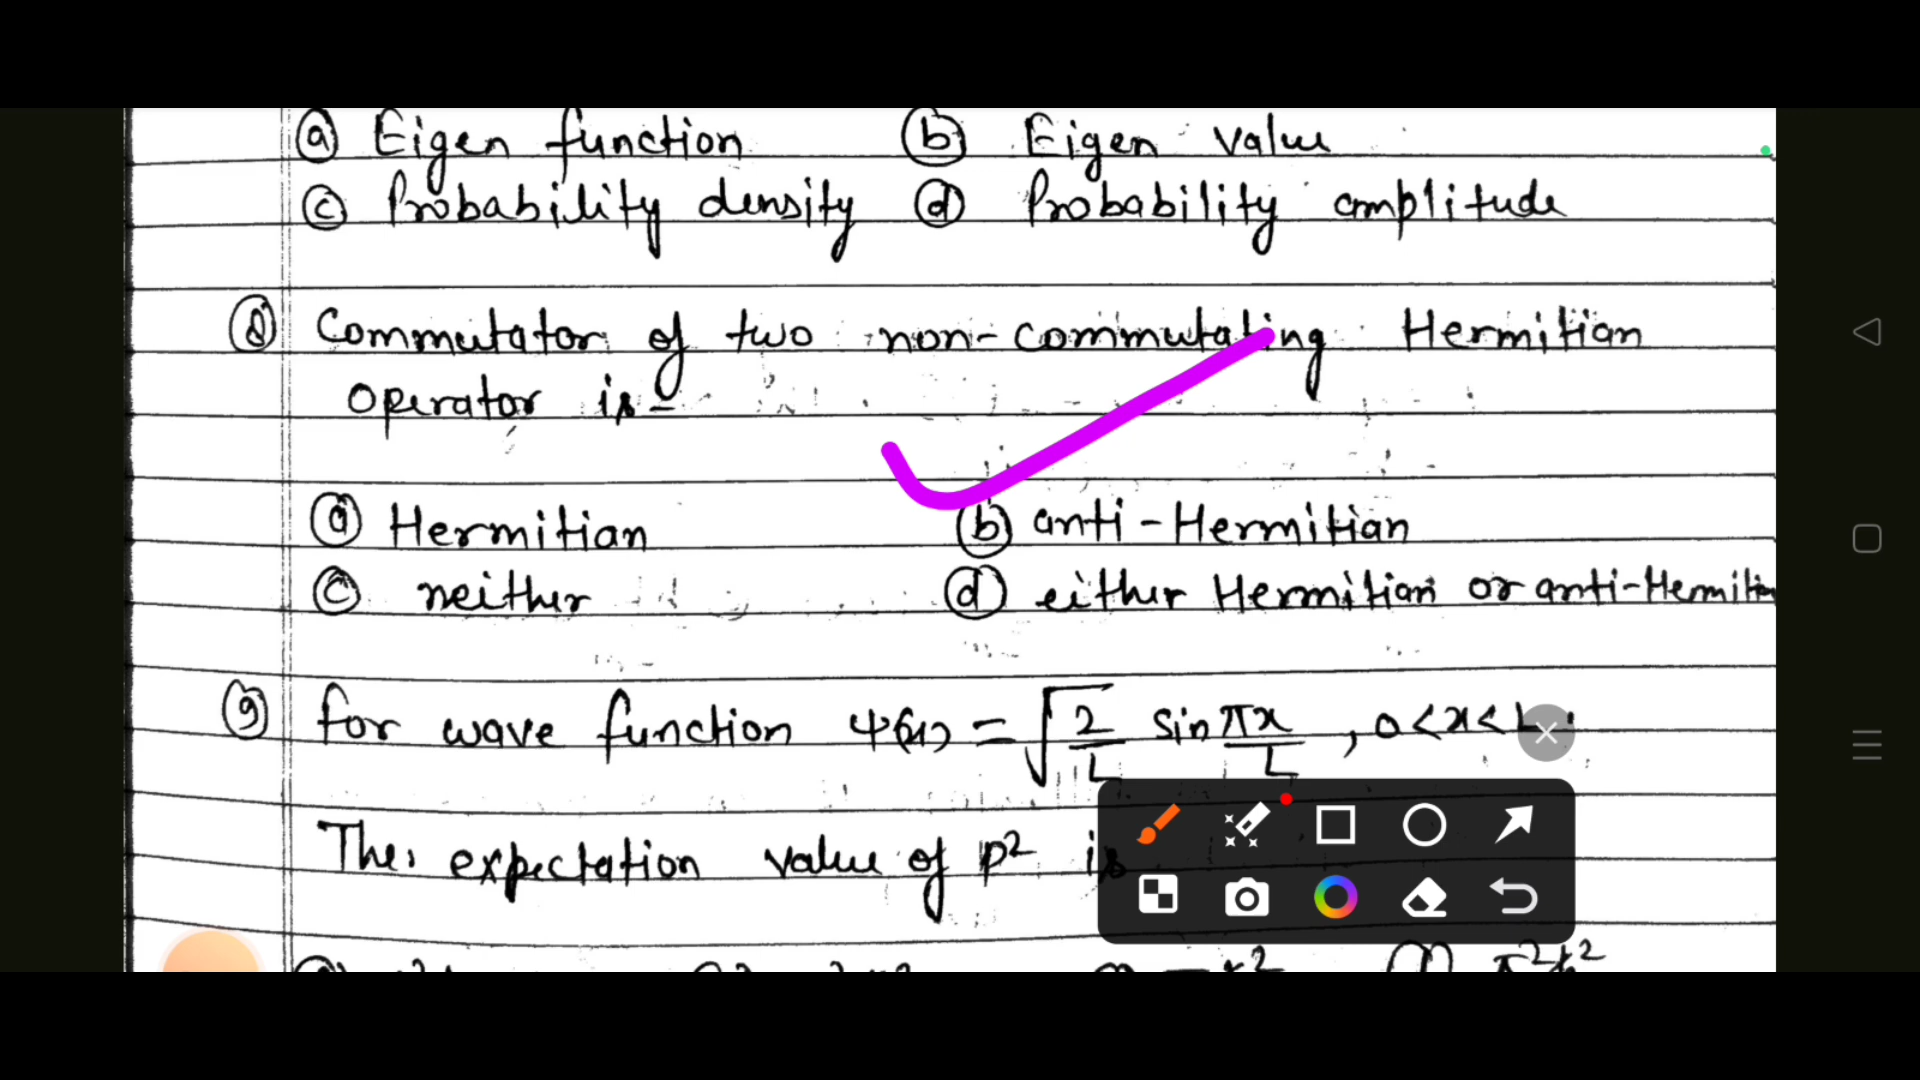 ⓐ Eigen function ⓑ Eigen value
ⓒ Probability density ⓓ Probability amplitude
⑧ Commutator of two non-commutating Hermitian
operator is -
ⓐ Hermitian ⓑ anti-Hermitian
ⓒ neither ⓓ either Hermitian or anti-Hermitian
⑨ for wave function ψ(x) = √(2/L) sin πx/L , 0<x<L
The expectation value of p² is
π²ħ²